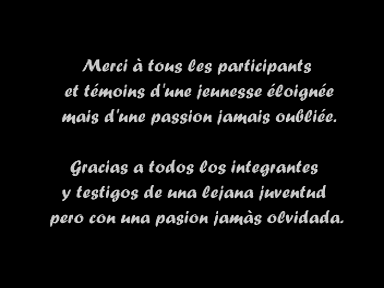 Merci à tous les participants
et témoins d'une jeunesse éloignée
mais d'une passion jamais oubliée.
Gracias a todos los integrantes
y testigos de una lejana juventud
pero con una pasion jamàs olvidada.